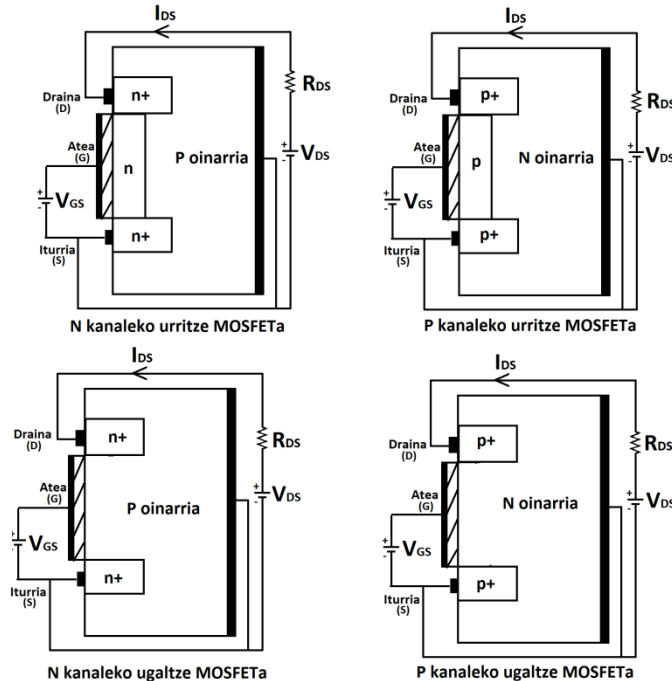 IDS
RDS
VDS
Draina
(D)
n+
Atea
(G)
n
P oinarria
+
-
VGS
+
-
Iturria
(S)
n+
N kanaleko urritze MOSFETa
IDS
RDS
VDS
Draina
(D)
p+
Atea
(G)
p
N oinarria
+
-
VGS
+
-
Iturria
(S)
p+
P kanaleko urritze MOSFETa
IDS
RDS
VDS
Draina
(D)
n+
Atea
(G)
P oinarria
+
-
VGS
+
-
Iturria
(S)
n+
N kanaleko ugaltze MOSFETa
IDS
RDS
VDS
Draina
(D)
p+
Atea
(G)
N oinarria
+
-
VGS
+
-
Iturria
(S)
p+
P kanaleko ugaltze MOSFETa